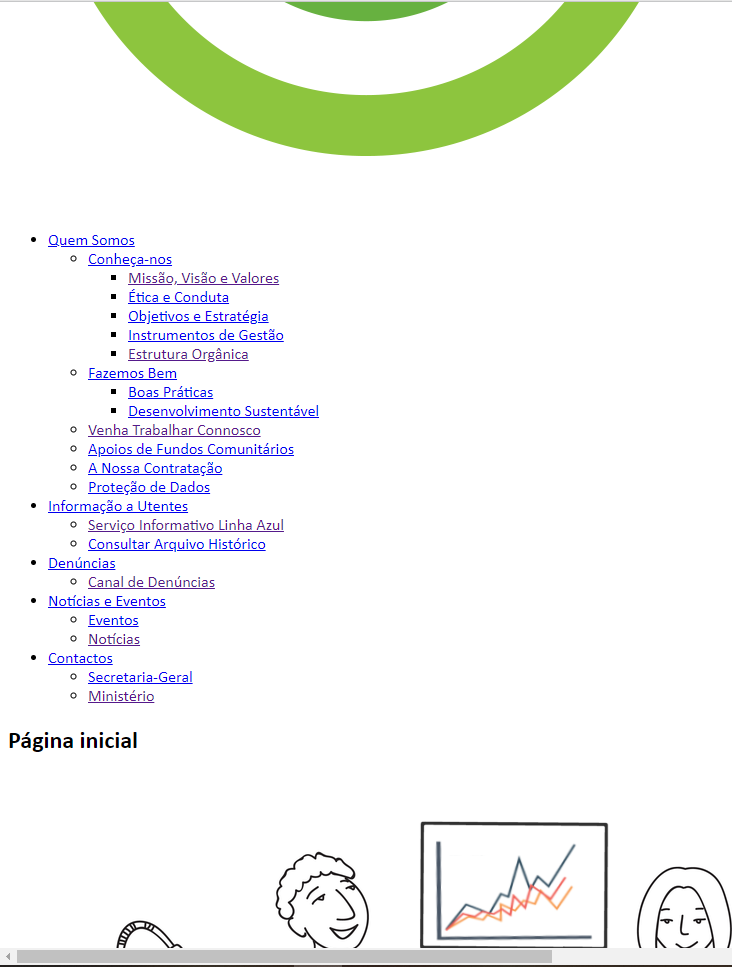 Quem Somos
Conheça-nos
Missão, Visão e Valores
Ética e Conduta
Objetivos e Estratégia
Instrumentos de Gestão
Estrutura Orgânica
Fazemos Bem
Boas Práticas
Desenvolvimento Sustentável
Venha Trabalhar Connosco
Apoios de Fundos Comunitários
A Nossa Contratação
Proteção de Dados
Informação a Utentes
Serviço Informativo Linha Azul
Consultar Arquivo Histórico
Denúncias
Canal de Denúncias
Notícias e Eventos
Eventos
Notícias
Contactos
Secretaria-Geral
Ministério
Página inicial